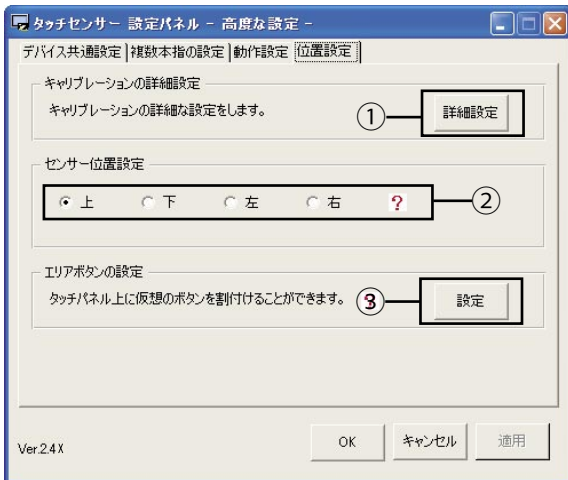 タッチセンサー 設定パネル - 高度な設定 -
デバイス共通設定 複数本指の設定 動作設定 位置設定
キャリブレーションの詳細設定
キャリブレーションの詳細な設定をします。 ① 詳細設定
センサー位置設定
上 下 左 右 ? ②
エリアボタンの設定
タッチパネル上に仮想のボタンを割付けることができます。 ③ 設定
Ver.2.4X OK キャンセル 適用